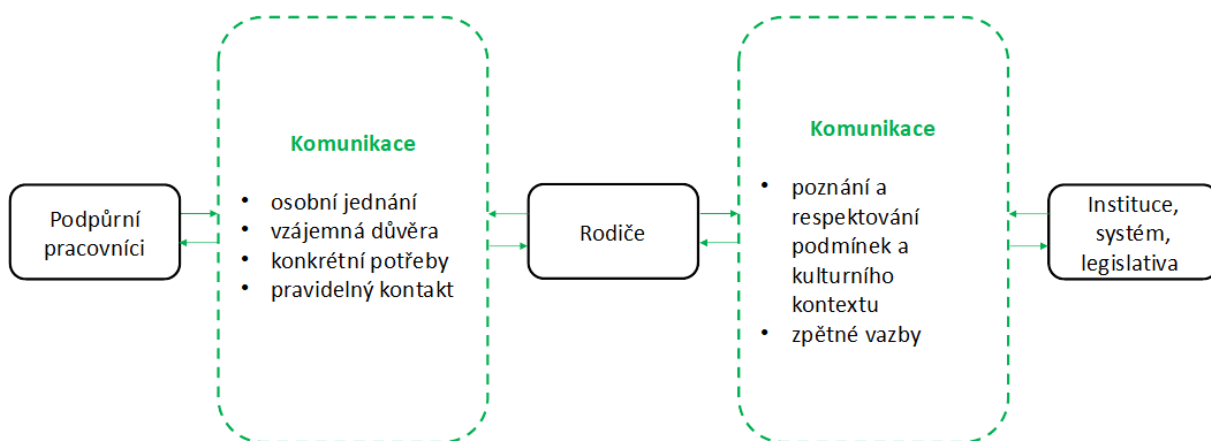 Podpůrní
pracovníci
Komunikace
• osobní jednání
• vzájemná důvěra
• konkrétní potřeby
• pravidelný kontakt
Rodiče
Komunikace
• poznání a
respektování
podmínek a
kulturního
kontextu
• zpětné vazby
Instituce,
systém,
legislativa